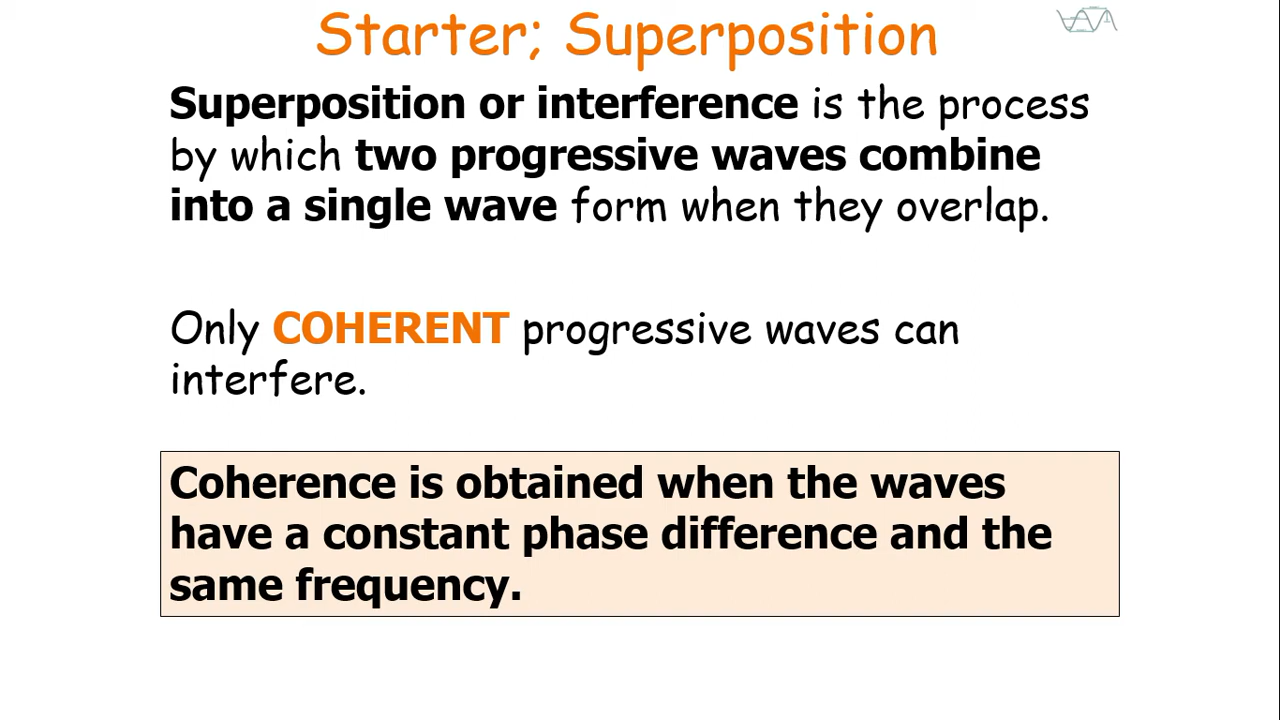 Starter; Superposition
Superposition or interference is the process
by which two progressive waves combine
into a single wave form when they overlap.
Only COHERENT progressive waves can
interfere.
Coherence is obtained when the waves
have a constant phase difference and the
same frequency.